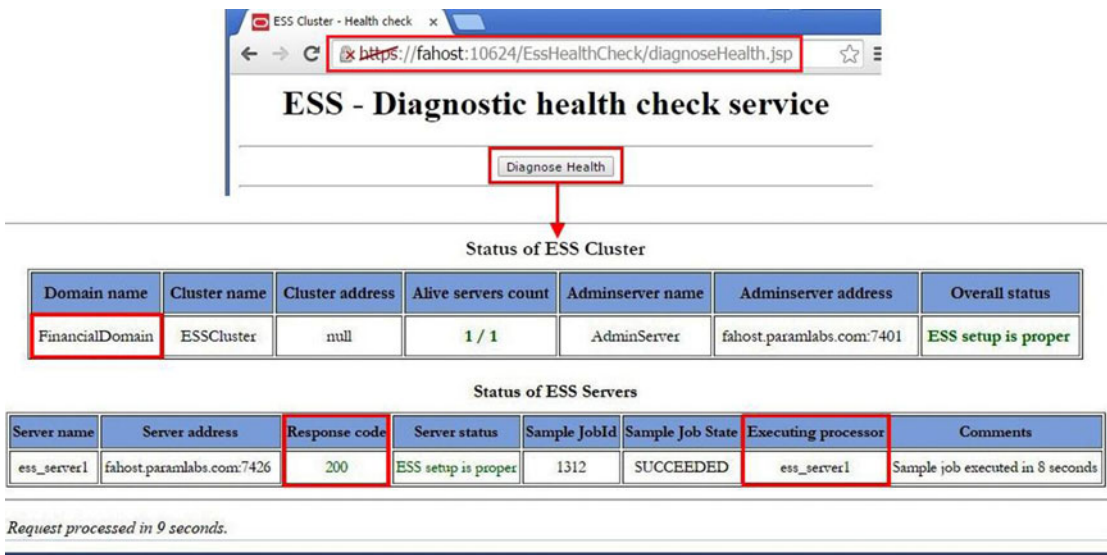 ESS Cluster - Health check
https://fahost:10624/EssHealthCheck/diagnoseHealth.jsp
ESS - Diagnostic health check service
Diagnose Health
Status of ESS Cluster
Domain name Cluster name Cluster address Alive servers count Adminserver name Adminserver address Overall status
FinancialDomain ESSCluster null 1 / 1 AdminServer fahost.paramlabs.com:7401 ESS setup is proper
Status of ESS Servers
Server name Server address Response code Server status Sample JobId Sample Job State Executing processor Comments
ess_server1 fahost.paramlabs.com:7426 200 ESS setup is proper 1312 SUCCEEDED ess_server1 Sample job executed in 8 seconds
Request processed in 9 seconds.